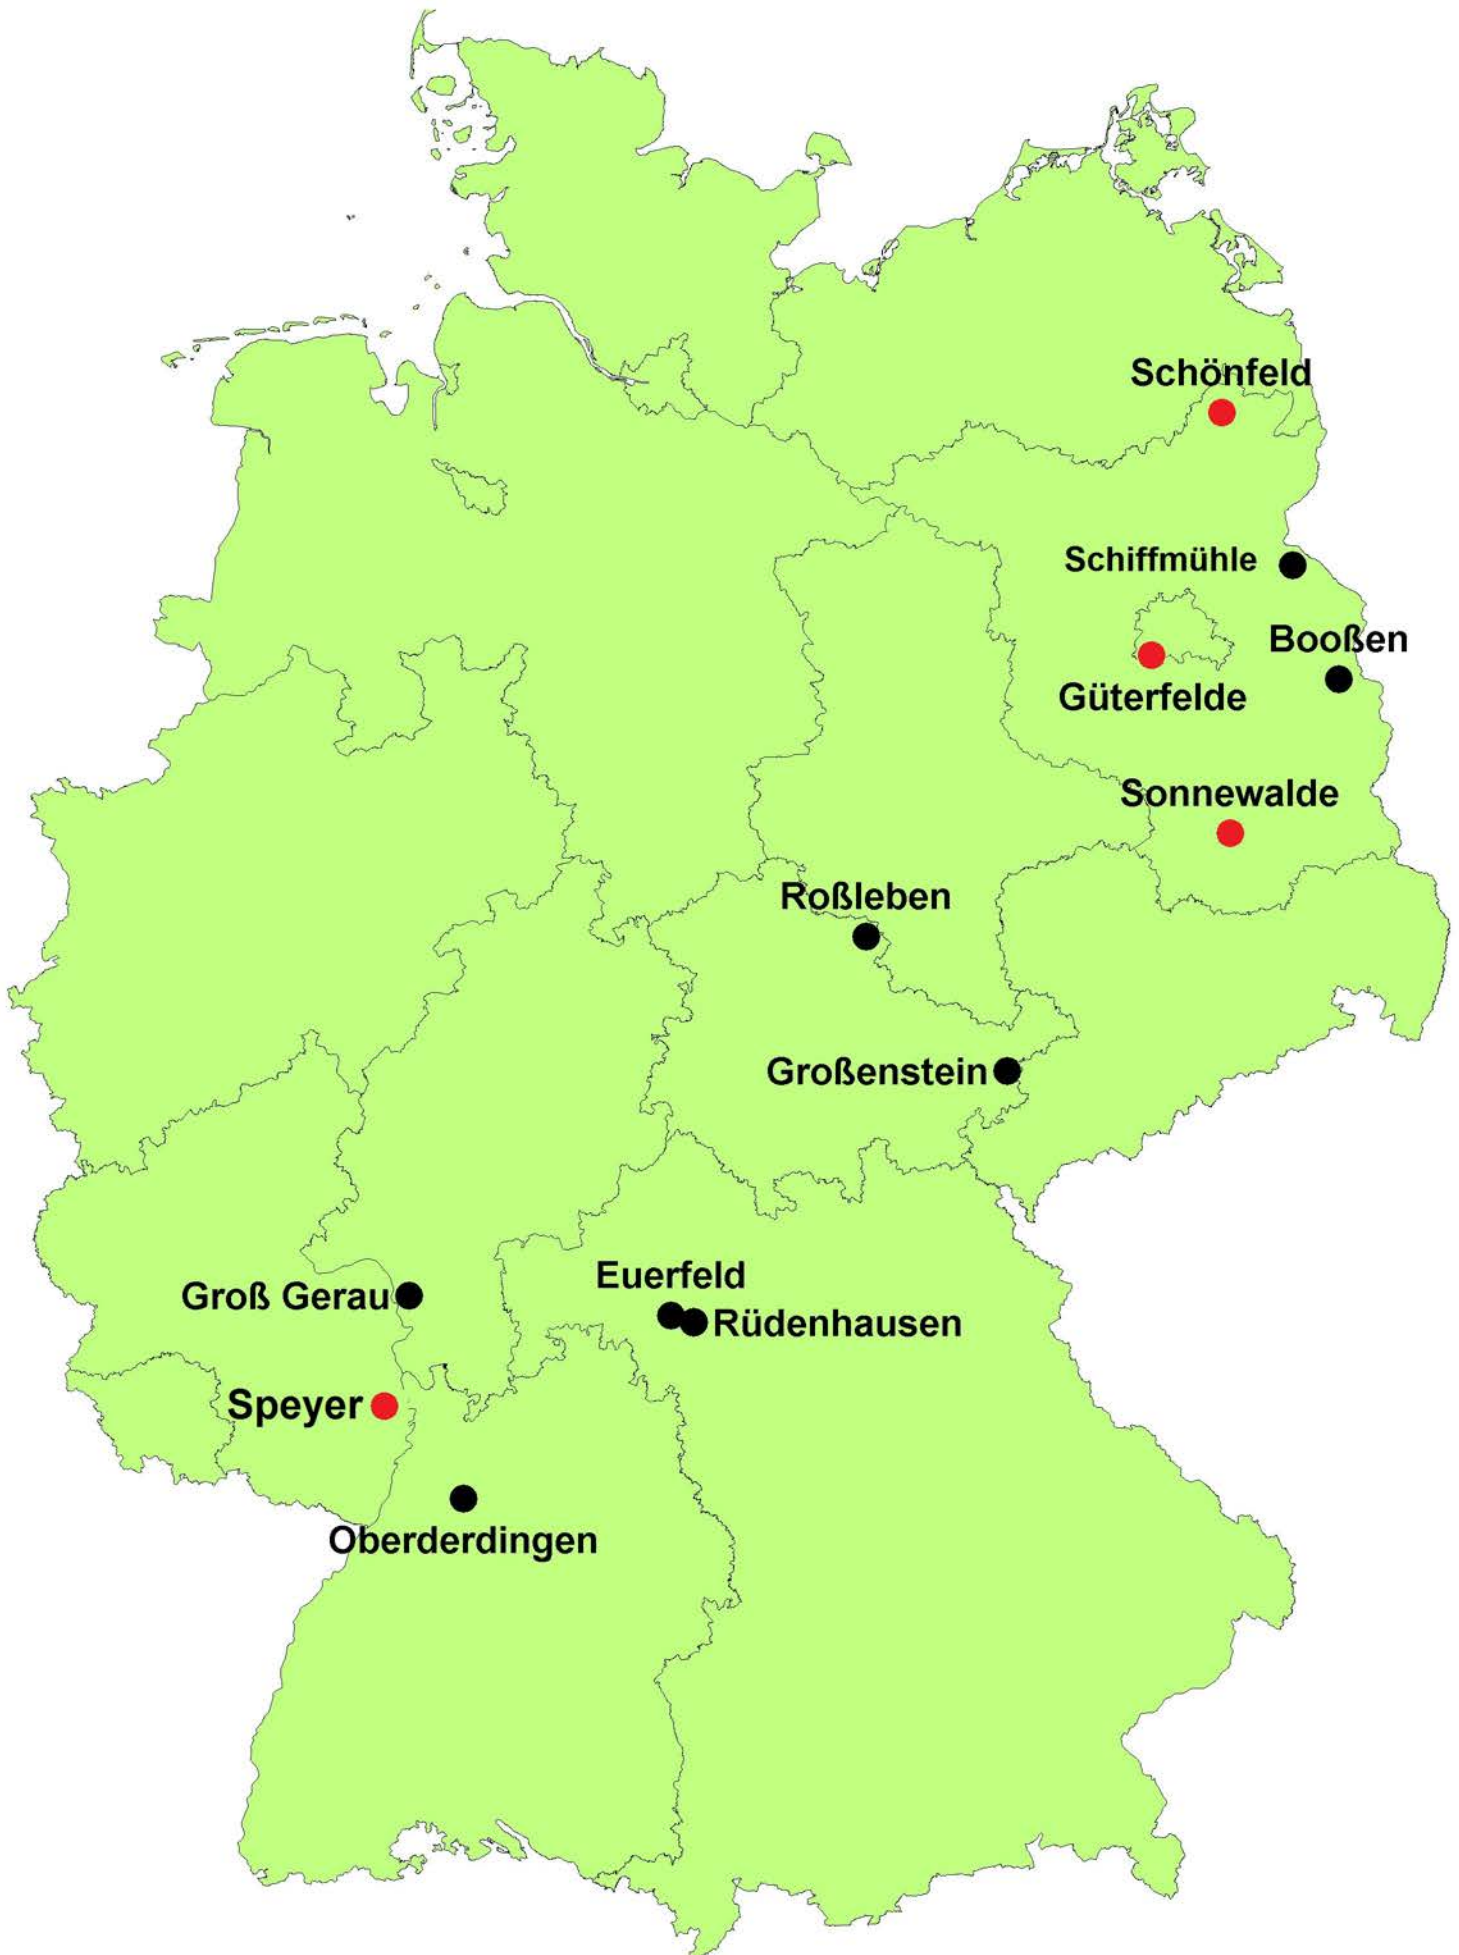 Schönfeld
Schiffmühle
Booßen
Güterfelde
Sonnewalde
Roßleben
Großenstein
Euerfeld
Groß Gerau
Rüdenhausen
Speyer
Oberderdingen